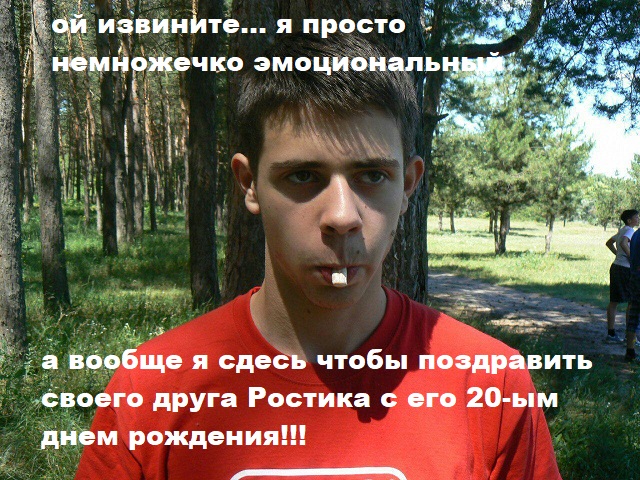 ой извините... я просто
немножечко эмоциональный
а вообще я сдесь чтобы поздравить
своего друга Ростика с его 20-ым
днем рождения!!!